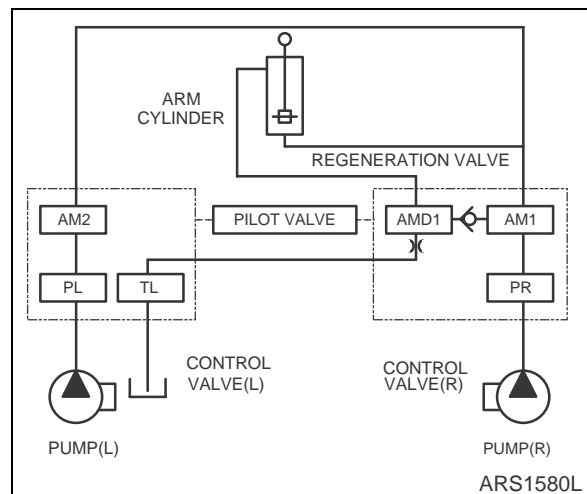 ARM
CYLINDER
REGENERATION VALVE
AM2
PILOT VALVE
AMD1
AM1
PL
TL
PR
CONTROL
VALVE(L)
CONTROL
VALVE(R)
PUMP(L)
PUMP(R)
ARS1580L